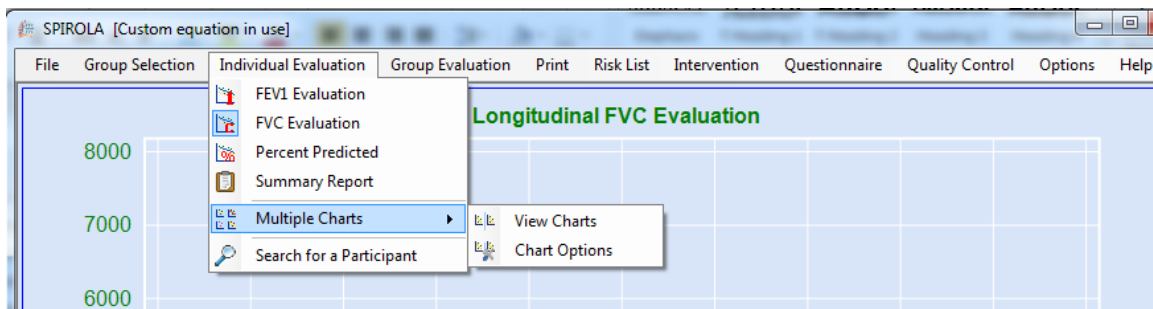 SPIROLA [Custom equation in use]
File Group Selection Individual Evaluation Group Evaluation Print Risk List Intervention Questionnaire Quality Control Options Help
Longitudinal FVC Evaluation
FEV1 Evaluation
FVC Evaluation
Percent Predicted
Summary Report
Multiple Charts
View Charts
Chart Options
Search for a Participant
8000
7000
6000